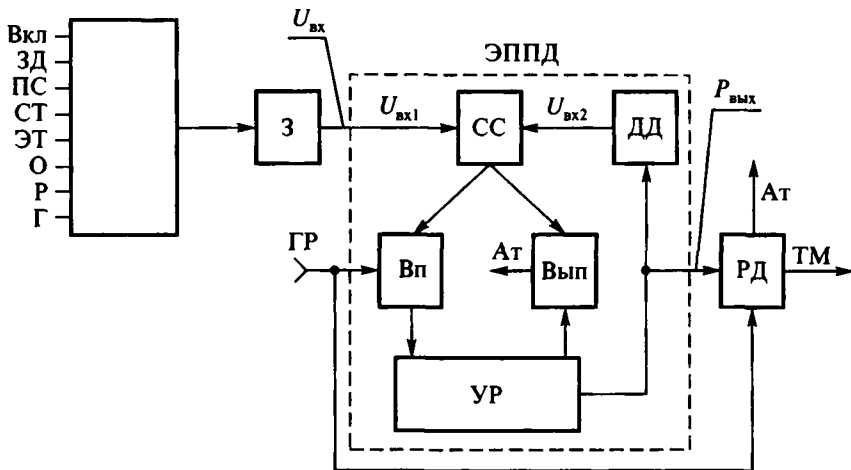 Вкл
ЗД
ПС
СТ
ЭТ
О
Р
Г
З
Uвх
ЭППД
Uвх1
СС
Uвх2
ДД
Pвых
ГР
Вп
Ат
Вып
УР
Ат
РД
ТМ